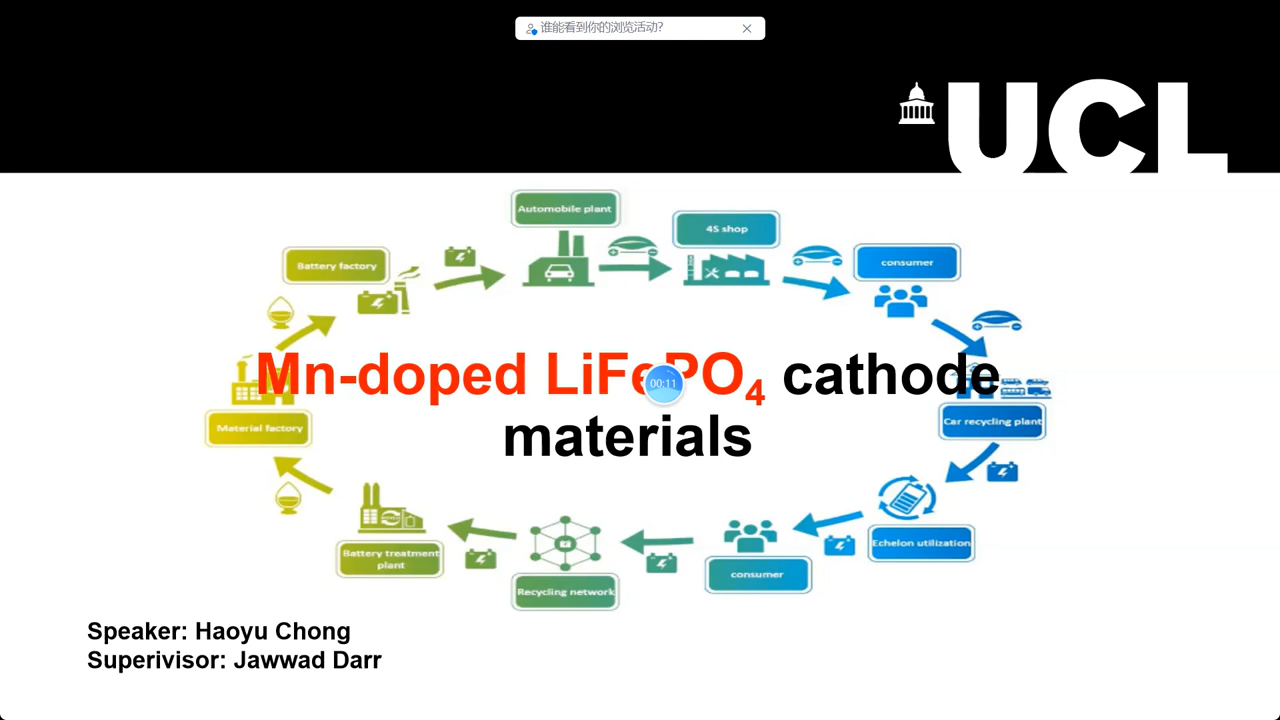 谁能看到你的浏览活动?
UCL
Automobile plant
4S shop
Battery factory
consumer
Mn-doped LiFePO4 cathode
00:11
materials
Material factory
Car recycling plant
Battery treatment
plant
Echelon utilization
consumer
Recycling network
Speaker: Haoyu Chong
Superivisor: Jawwad Darr